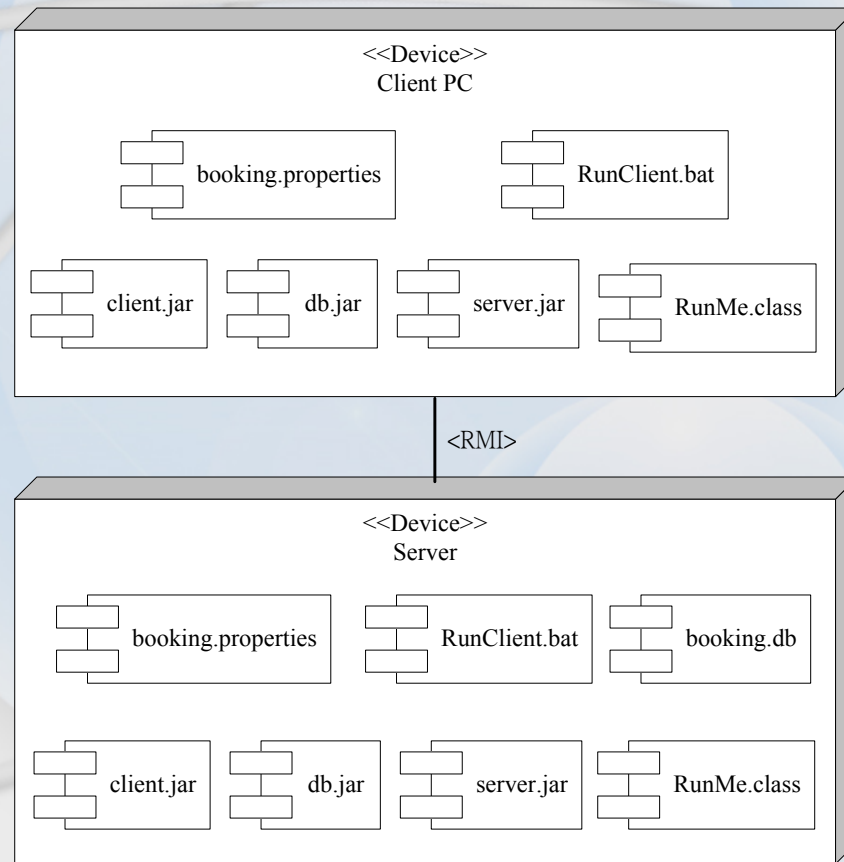 <<Device>>
Client PC
booking.properties
RunClient.bat
client.jar
db.jar
server.jar
RunMe.class
<RMI>
<<Device>>
Server
booking.properties
RunClient.bat
booking.db
client.jar
db.jar
server.jar
RunMe.class